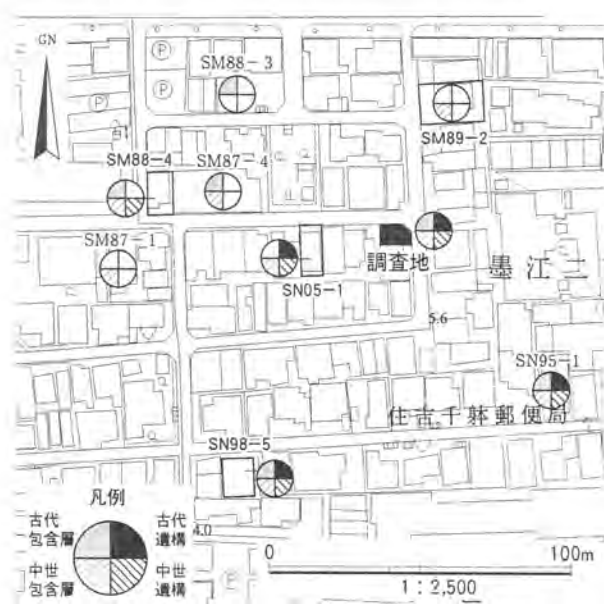 GN
Ⓟ
Ⓟ
Ⓟ
SM88-3
SM89-2
SM88-4
SM87-4
SM87-1
調査地
墨江二
SN05-1
5.6
SN95-1
住吉千躰郵便局
SN98-5
凡例
古代
包含層
古代
遺構
中世
包含層
中世
遺構
4.0
Ⓟ
0
100m
1:2,500